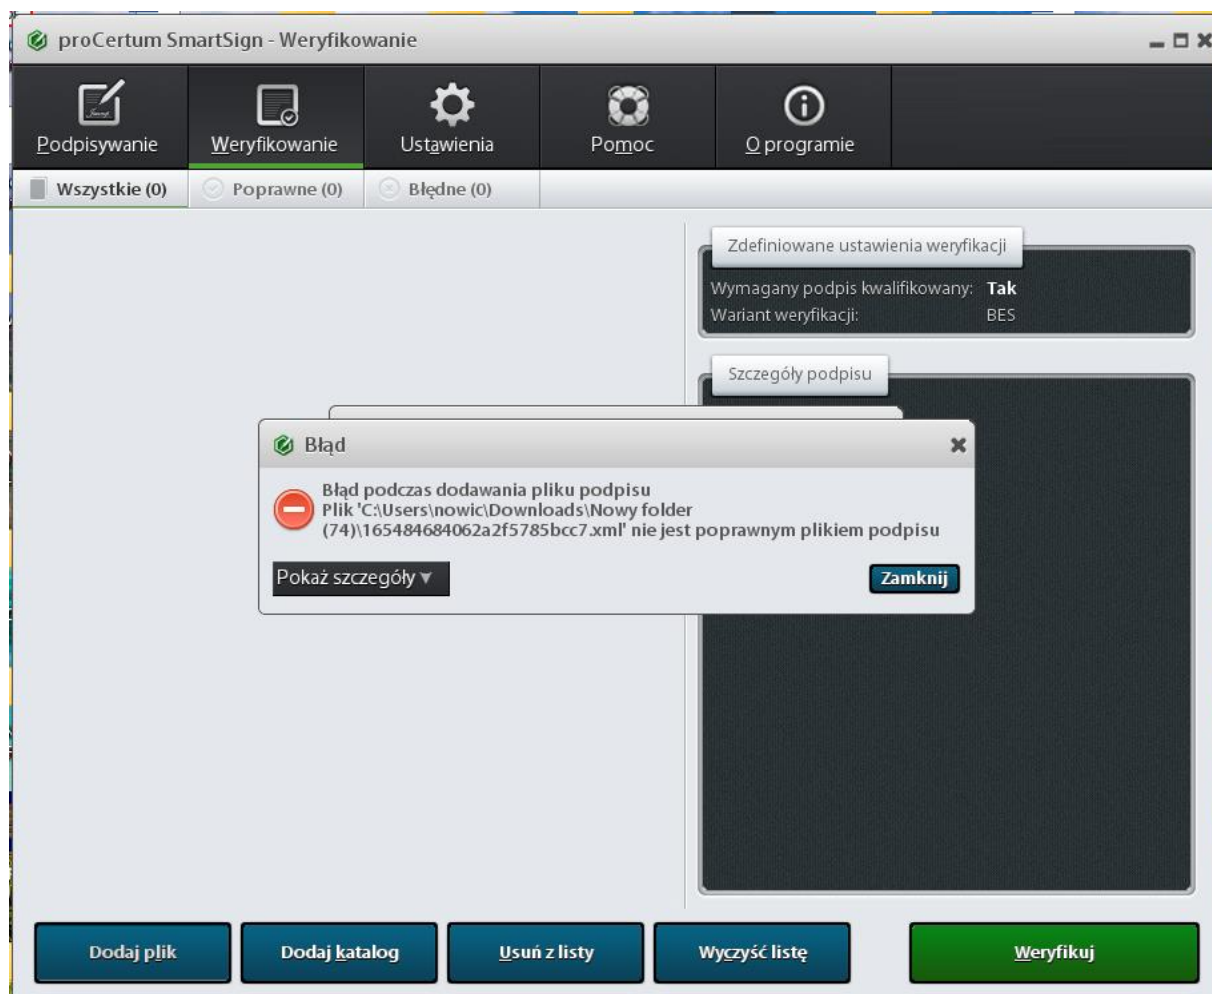 proCertum SmartSign - Weryfikowanie
Podpisywanie
Weryfikowanie
Ustawienia
Pomoc
O programie
Wszystkie (0)
Poprawne (0)
Błędne (0)
Zdefiniowane ustawienia weryfikacji
Wymagany podpis kwalifikowany: Tak
Wariant weryfikacji: BES
Szczegóły podpisu
Błąd
Błąd podczas dodawania pliku podpisu
Plik 'C:\Users\nowic\Downloads\Nowy folder
(74)\165484684062a2f5785bcc7.xml' nie jest poprawnym plikiem podpisu
Pokaż szczegóły
Zamknij
Dodaj plik
Dodaj katalog
Usuń z listy
Wyczyść listę
Weryfikuj